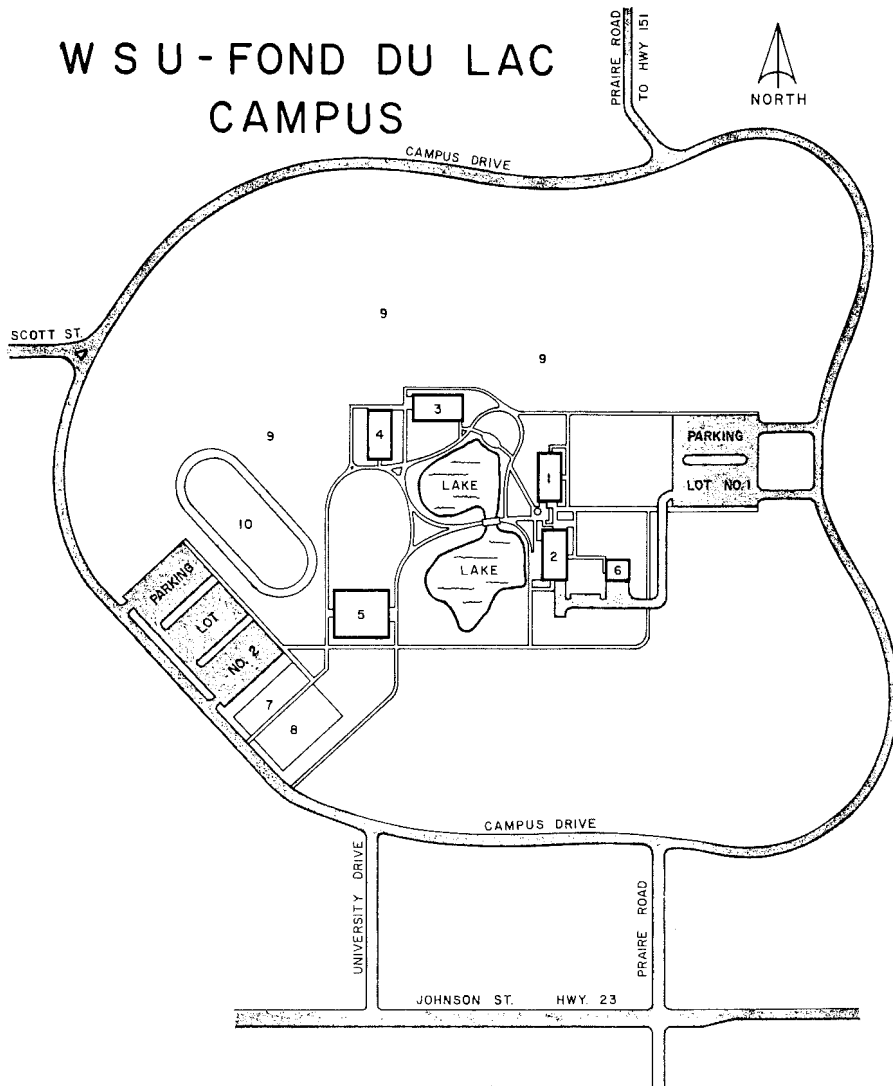 W S U - FOND DU LAC
CAMPUS
PRAIRE ROAD
TO HWY 151
NORTH
CAMPUS DRIVE
SCOTT ST.
9
9
9
3
4
PARKING
LOT NO. 1
1
LAKE
10
2
6
LAKE
PARKING
LOT
NO. 2
5
7
8
CAMPUS DRIVE
UNIVERSITY DRIVE
PRAIRE ROAD
JOHNSON ST. HWY. 23